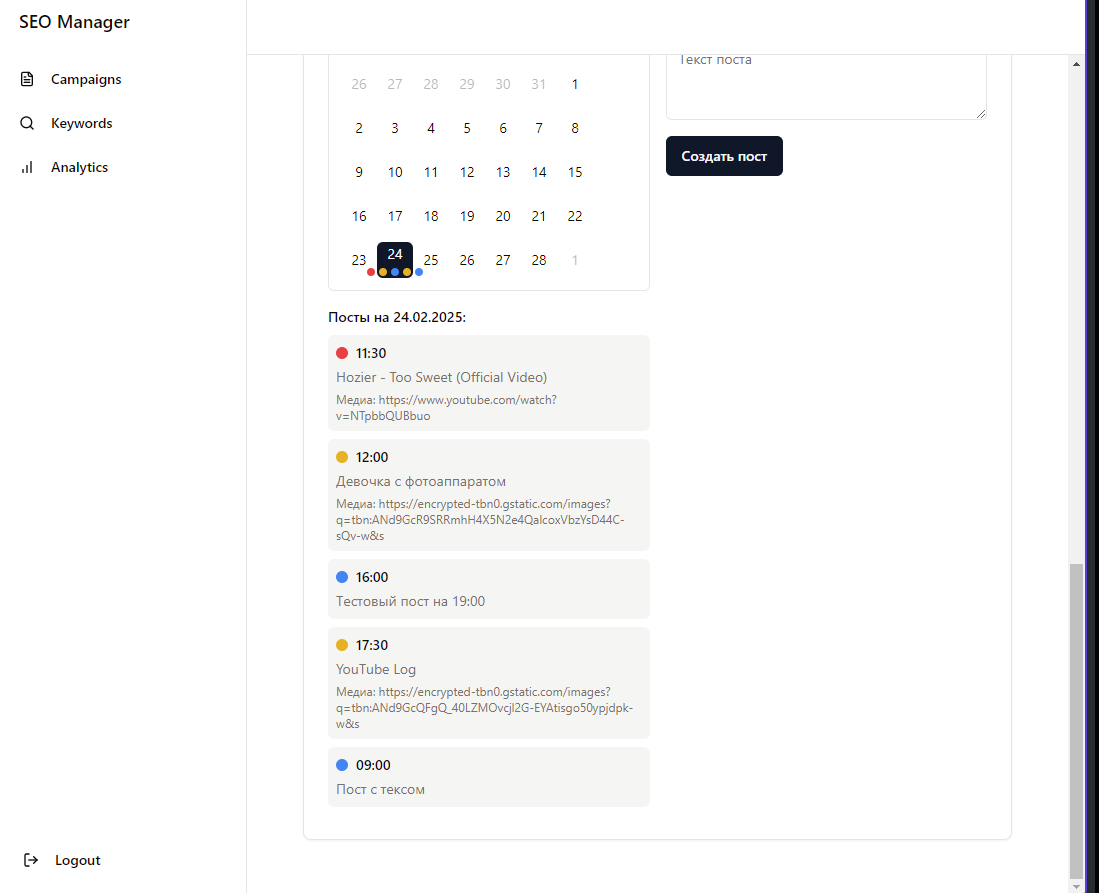 SEO Manager
Campaigns
Keywords
Analytics
26 27 28 29 30 31 1
2 3 4 5 6 7 8
9 10 11 12 13 14 15
16 17 18 19 20 21 22
23 24 25 26 27 28 1
Текст поста
Создать пост
Посты на 24.02.2025:
11:30
Hozier - Too Sweet (Official Video)
Медиа: https://www.youtube.com/watch?
v=NTpbbQUBbuo
12:00
Девочка с фотоаппаратом
Медиа: https://encrypted-tbn0.gstatic.com/images?
q=tbn:ANd9GcR9SRRmhH4X5N2e4QalcoxVbzYsD44C-
sQv-w&s
16:00
Тестовый пост на 19:00
17:30
YouTube Log
Медиа: https://encrypted-tbn0.gstatic.com/images?
q=tbn:ANd9GcQFgQ_40LZMOvcjl2G-EYAtisgo50ypjdpk-
w&s
09:00
Пост с тексом
Logout